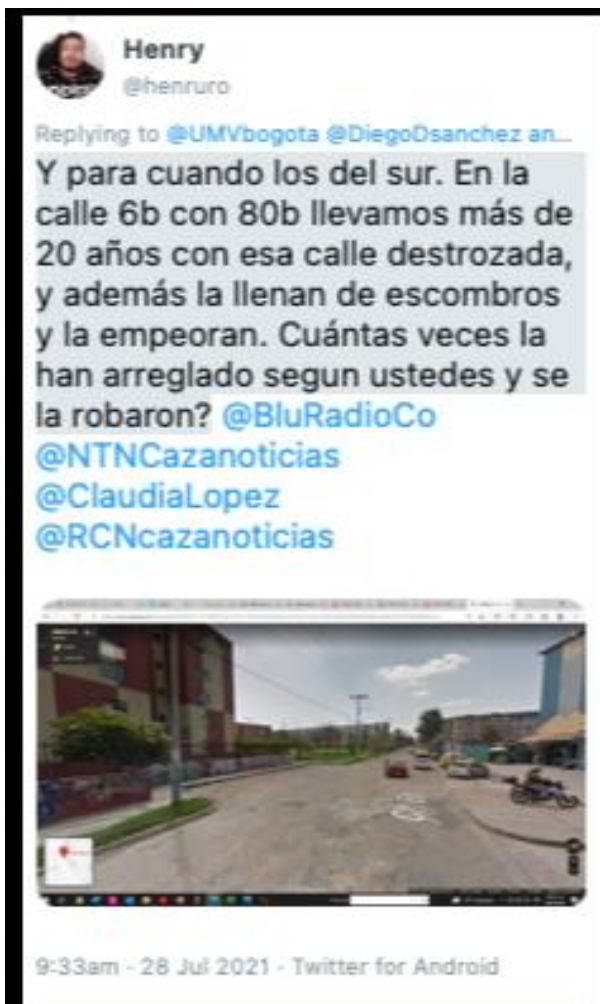 Henry
@henruro
Replying to @UMVbogota @DiegoDsanchez an...
Y para cuando los del sur. En la
calle 6b con 80b llevamos más de
20 años con esa calle destrozada,
y además la llenan de escombros
y la empeoran. Cuántas veces la
han arreglado segun ustedes y se
la robaron? @BluRadioCo
@NTNCazanoticias
@ClaudiaLopez
@RCNcazanoticias
9:33am - 28 Jul 2021 - Twitter for Android